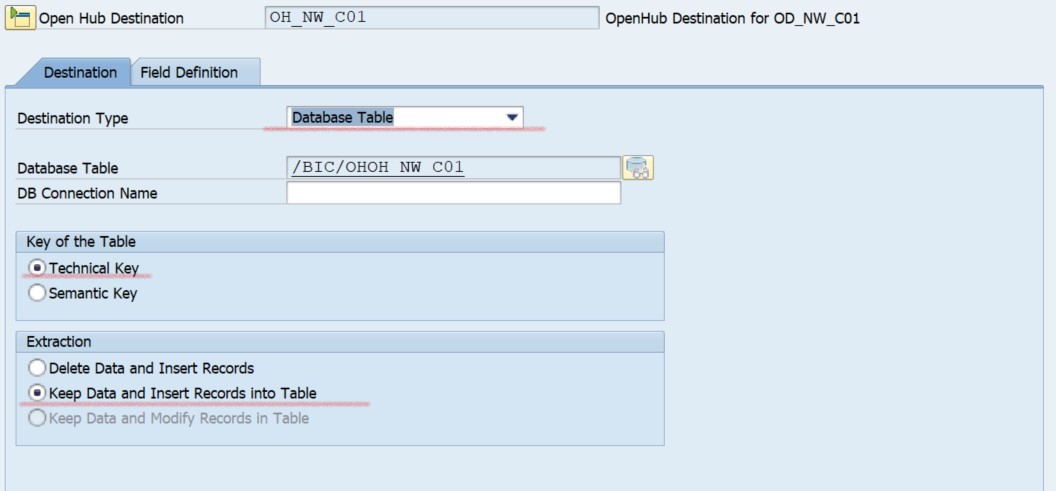 Open Hub Destination OH_NW_C01 OpenHub Destination for OD_NW_C01
Destination Field Definition
Destination Type Database Table
Database Table /BIC/OHOH_NW_C01
DB Connection Name
Key of the Table
Technical Key
Semantic Key
Extraction
Delete Data and Insert Records
Keep Data and Insert Records into Table
Keep Data and Modify Records in Table